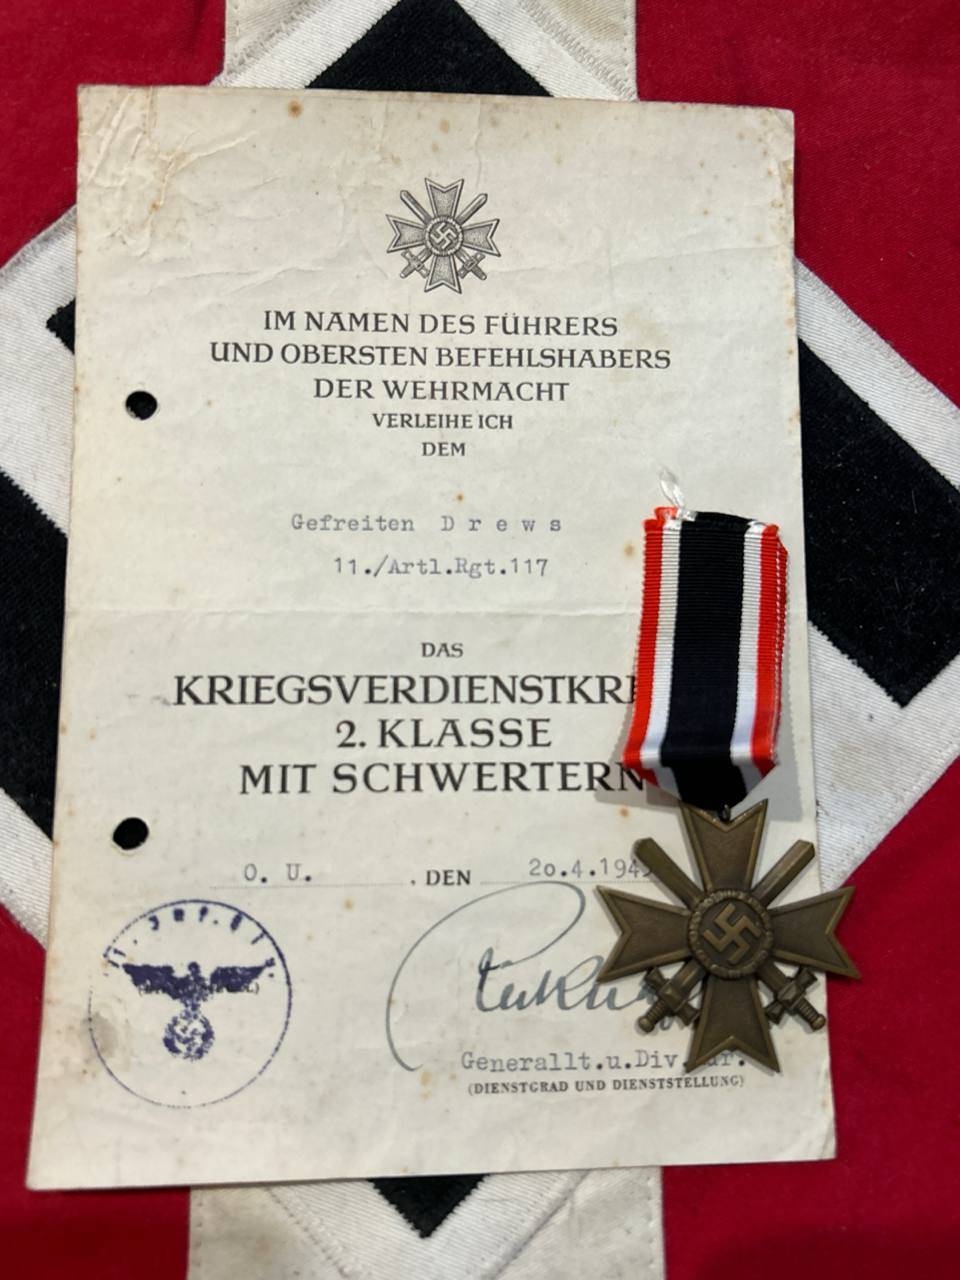 IM NAMEN DES FÜHRERS
UND OBERSTEN BEFEHLSHABERS
DER WEHRMACHT
VERLEIHE ICH
DEM
Gefreiten D r e w s
11./Artl.Rgt.117
DAS
2. KLASSE
MIT SCHWERTERN
O. U. , DEN 20.4.194
Generallt.u.Div.
(DIENSTGRAD UND DIENSTSTELLUNG)